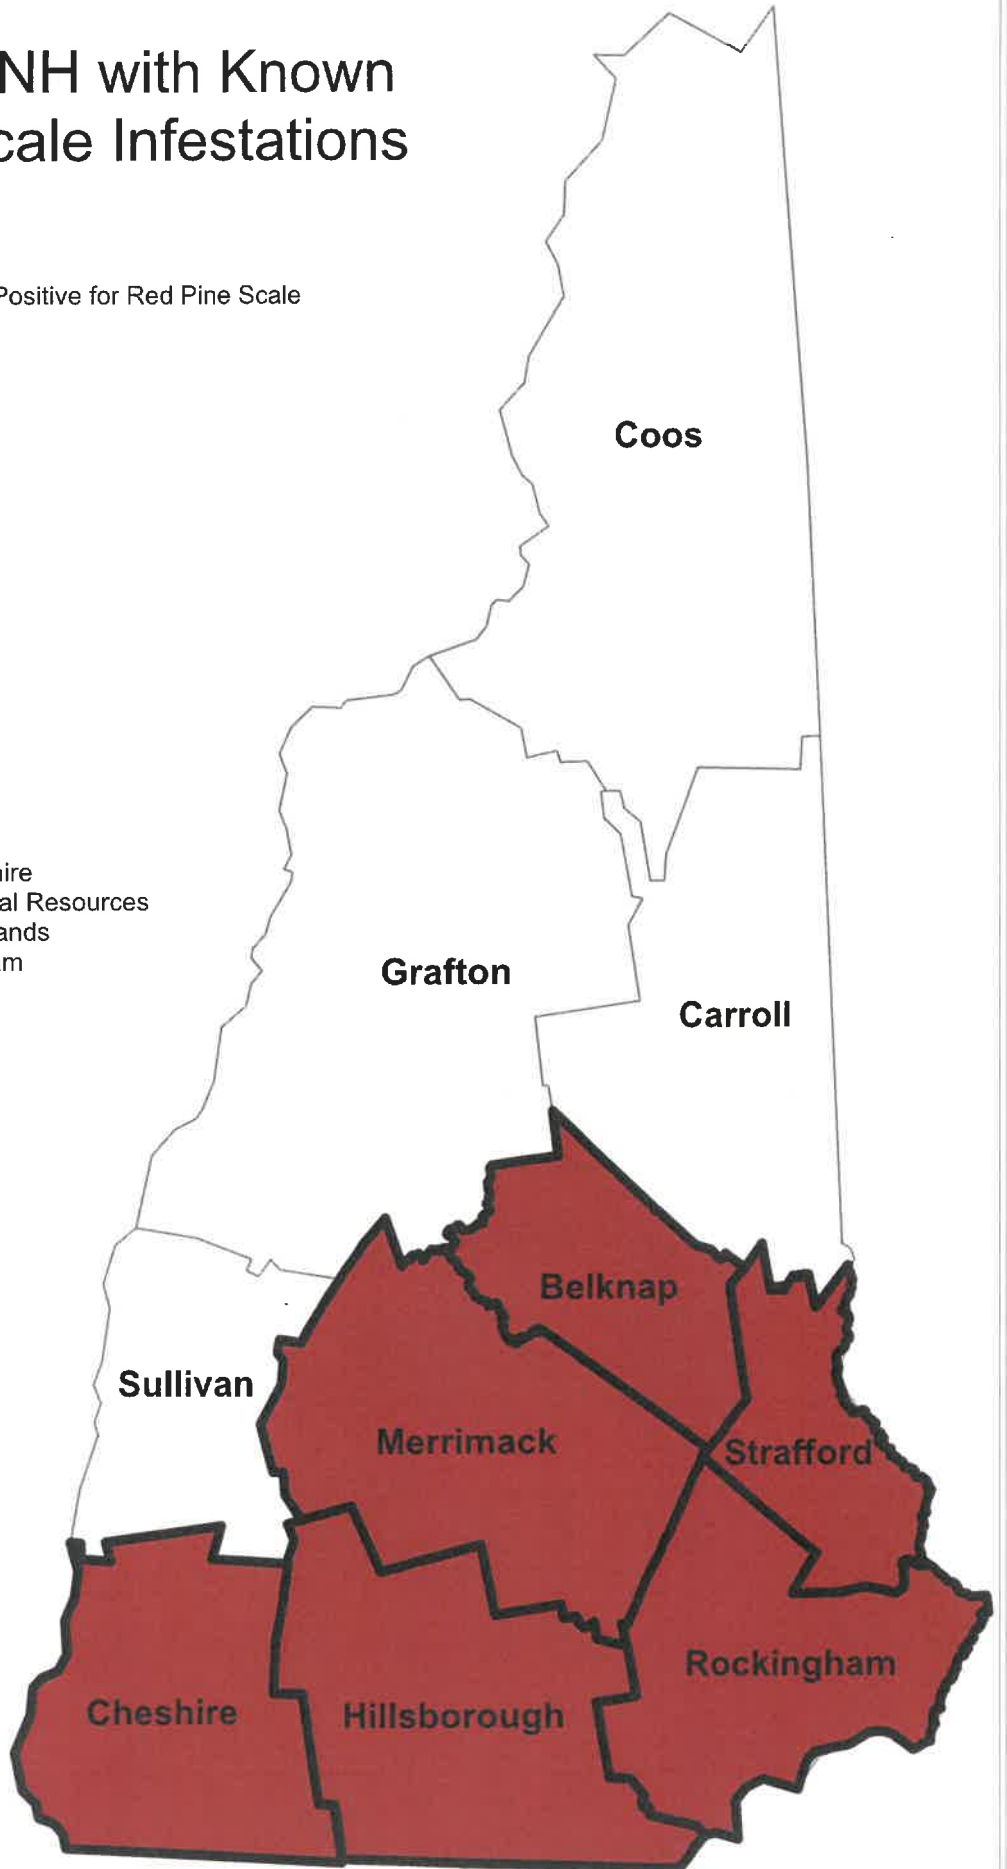 NH with Known
cale Infestations
Positive for Red Pine Scale
Coos
ire
al Resources
ands
m
Grafton
Carroll
Belknap
Sullivan
Merrimack
Strafford
Rockingham
Cheshire
Hillsborough